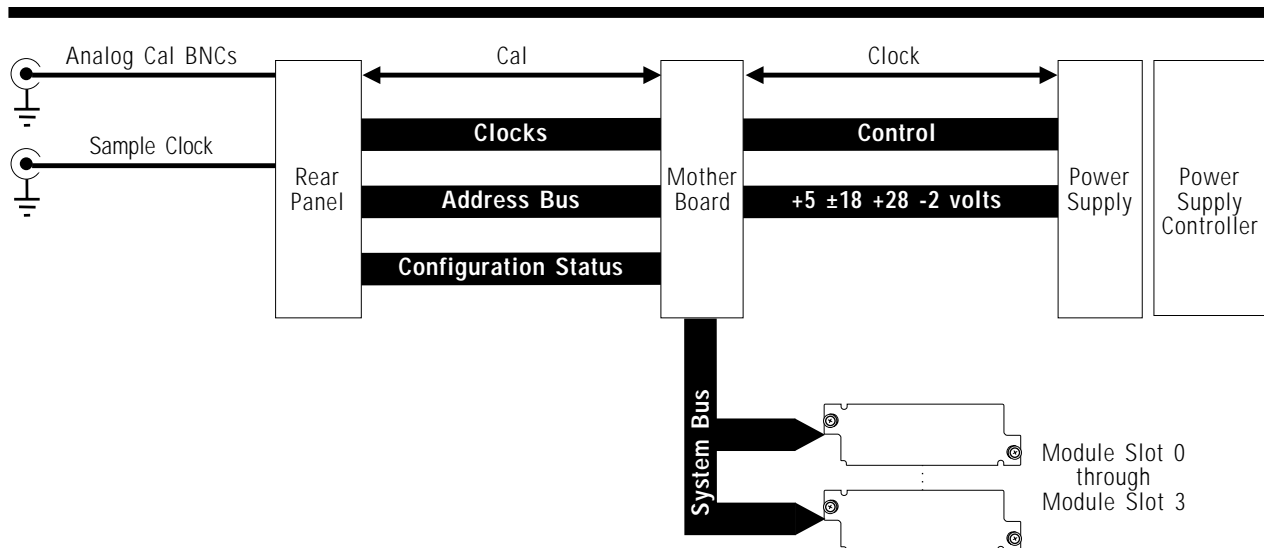 Analog Cal BNCs
Cal
Clock
Clocks
Control
Sample Clock
Rear
Panel
Mother
Board
Power
Supply
Power
Supply
Controller
Address Bus
+5 ±18 +28 -2 volts
Configuration Status
System Bus
Module Slot 0
through
Module Slot 3